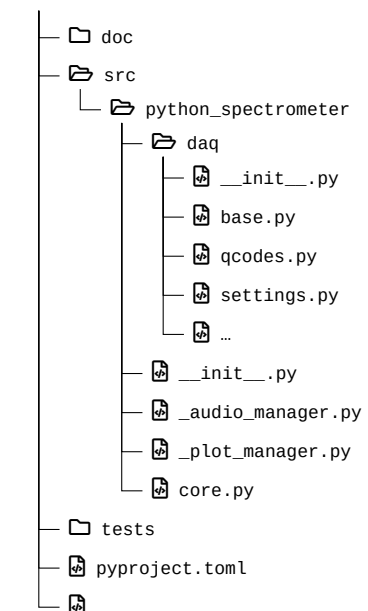 doc
src
python_spectrometer
daq
__init__.py
base.py
qcodes.py
settings.py
…
__init__.py
_audio_manager.py
_plot_manager.py
core.py
tests
pyproject.toml